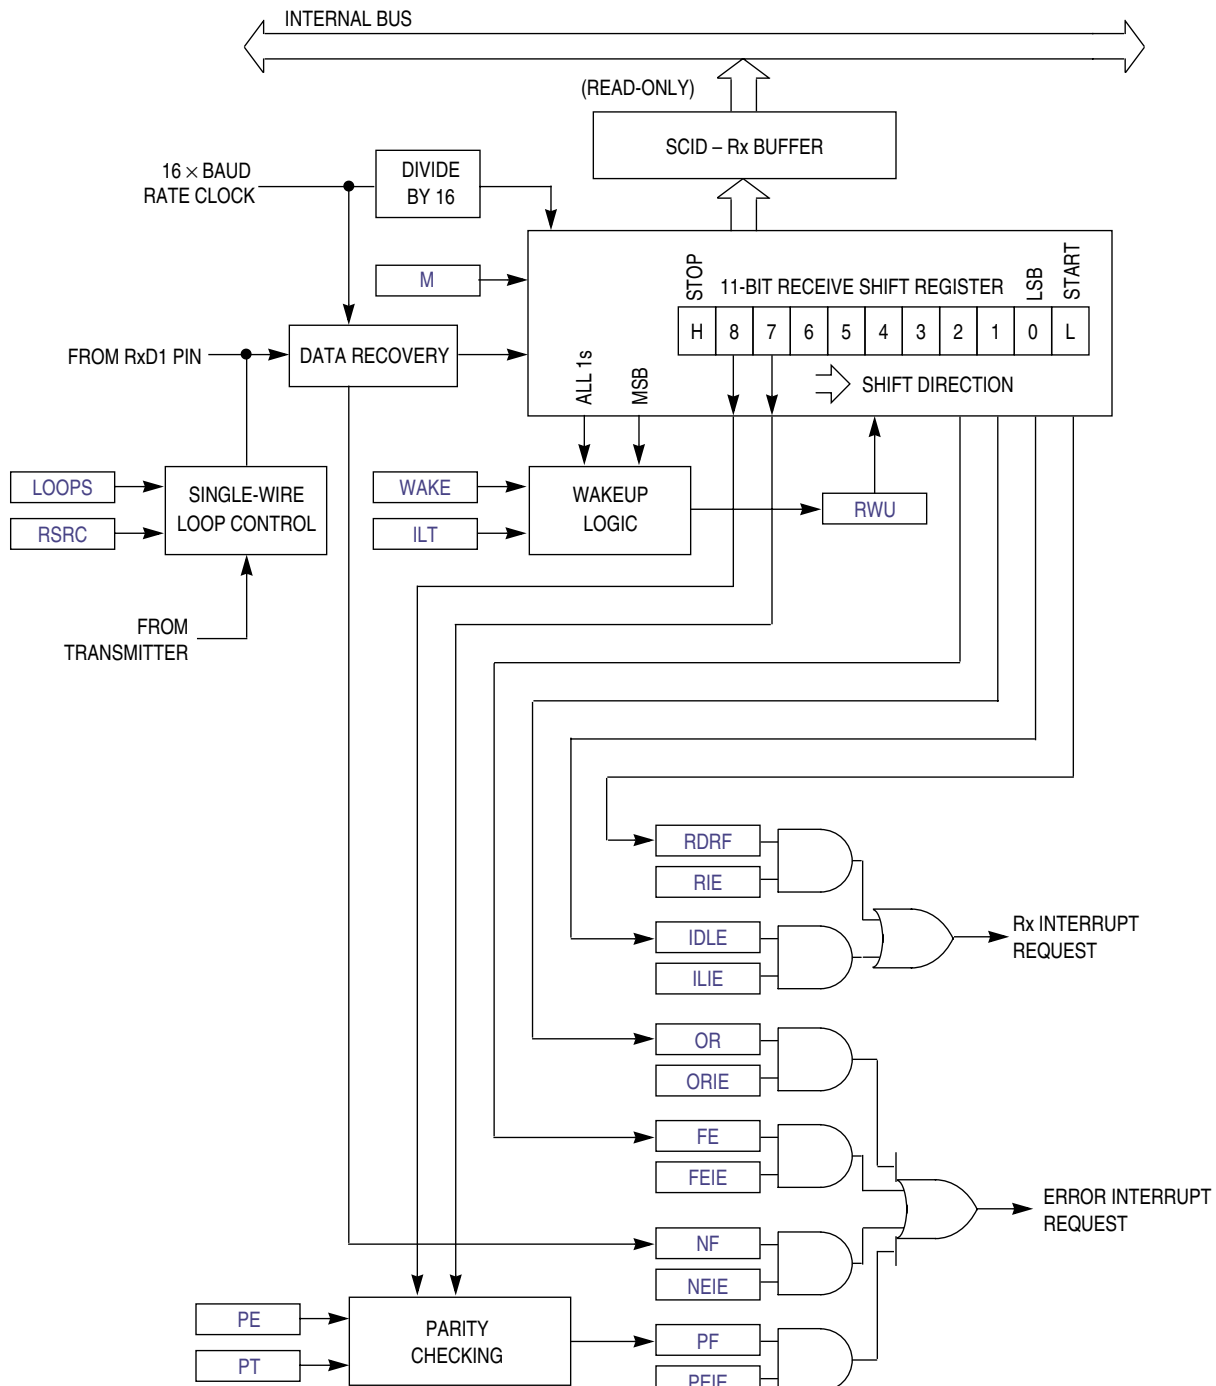 INTERNAL BUS
(READ-ONLY)
SCID – Rx BUFFER
16 × BAUD
RATE CLOCK
DIVIDE
BY 16
M
STOP
11-BIT RECEIVE SHIFT REGISTER
LSB
START
H 8 7 6 5 4 3 2 1 0 L
FROM RxD1 PIN
DATA RECOVERY
ALL 1s
MSB
SHIFT DIRECTION
LOOPS
RSRC
SINGLE-WIRE
LOOP CONTROL
WAKE
ILT
WAKEUP
LOGIC
RWU
FROM
TRANSMITTER
RDRF
RIE
IDLE
ILIE
Rx INTERRUPT
REQUEST
OR
ORIE
FE
FEIE
ERROR INTERRUPT
REQUEST
NF
NEIE
PE
PT
PARITY
CHECKING
PF
PEIE